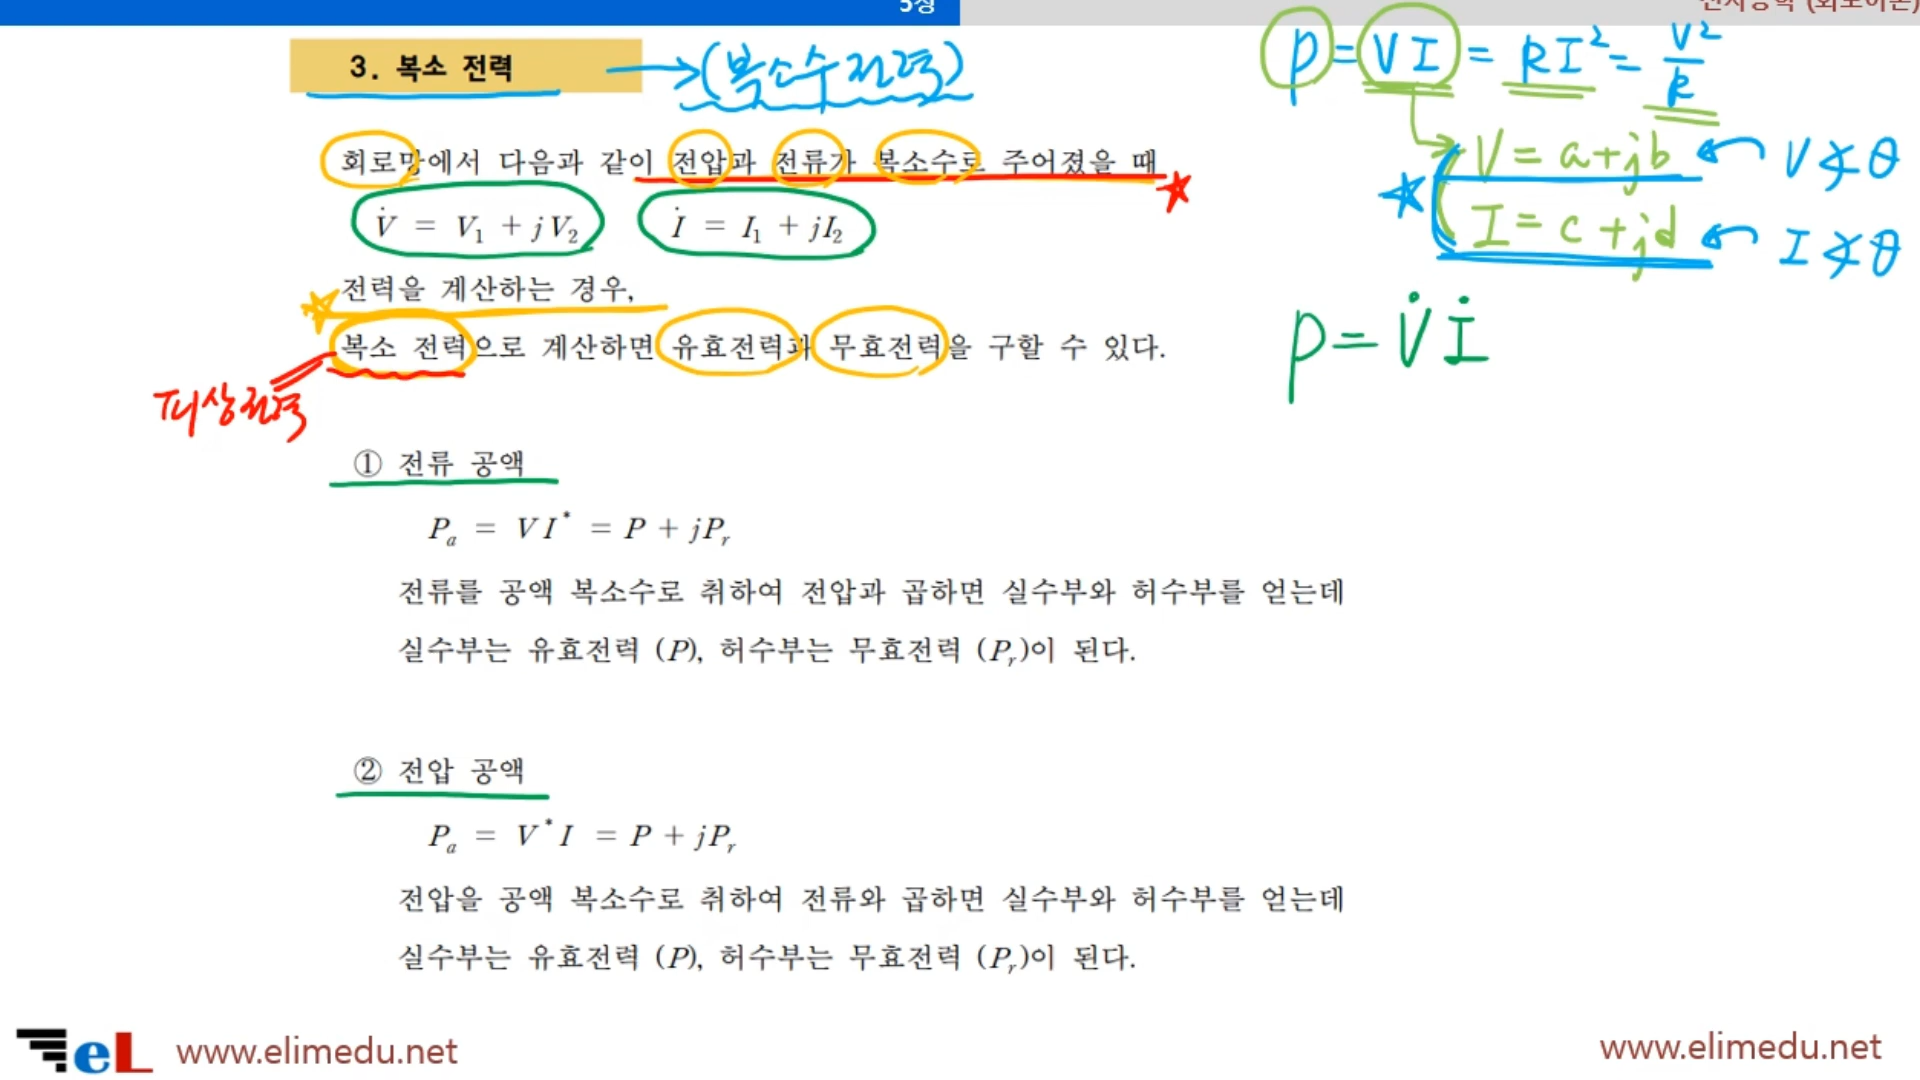 5장
전자공학 (회로이론)
3. 복소 전력
(복소수전력)
P = VI = RI² = V²/R
V = a+jb V∡θ
I = c+jd I∡θ
P = V̇ İ
회로망에서 다음과 같이 전압과 전류가 복소수로 주어졌을 때
V̇ = V₁ + jV₂ İ = I₁ + jI₂
전력을 계산하는 경우,
복소 전력으로 계산하면 유효전력과 무효전력을 구할 수 있다.
피상전력
① 전류 공액
Pₐ = VI* = P + jPᵣ
전류를 공액 복소수로 취하여 전압과 곱하면 실수부와 허수부를 얻는데
실수부는 유효전력 (P), 허수부는 무효전력 (Pᵣ)이 된다.
② 전압 공액
Pₐ = V*I = P + jPᵣ
전압을 공액 복소수로 취하여 전류와 곱하면 실수부와 허수부를 얻는데
실수부는 유효전력 (P), 허수부는 무효전력 (Pᵣ)이 된다.
eL www.elimedu.net
www.elimedu.net